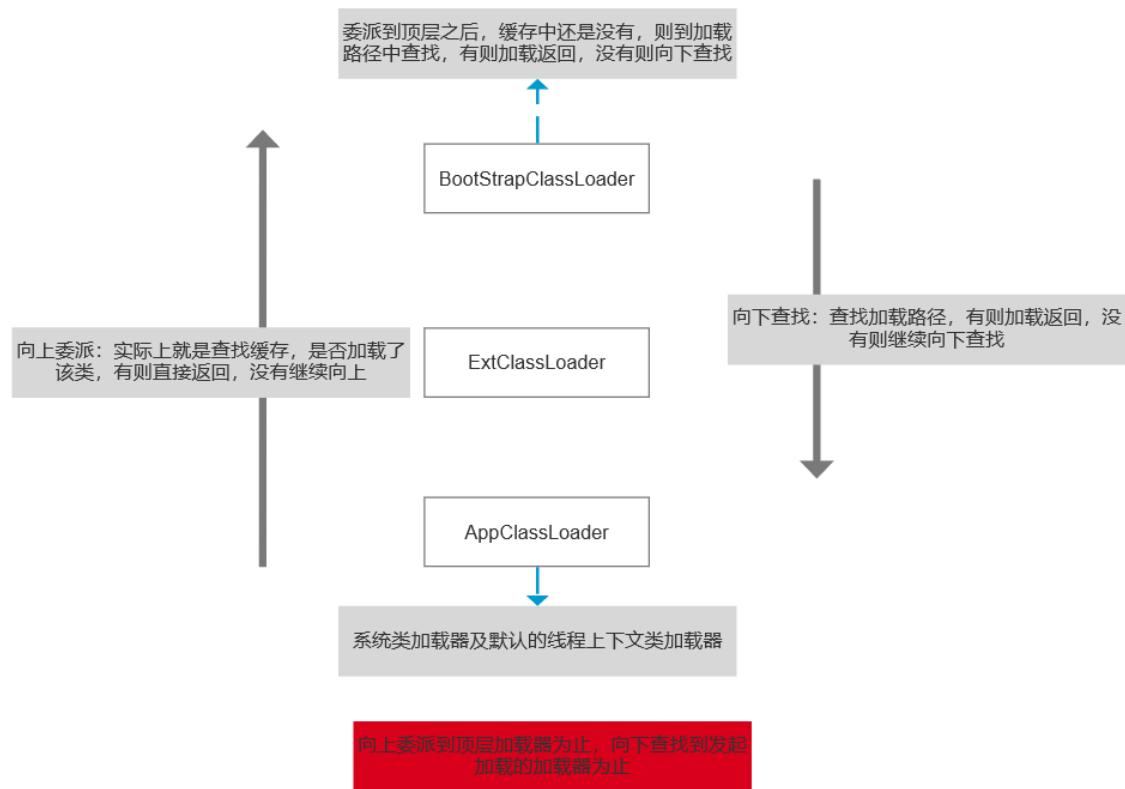 委派到顶层之后，缓存中还是没有，则到加载
路径中查找，有则加载返回，没有则向下查找
BootStrapClassLoader
向上委派：实际上就是查找缓存，是否加载了
该类，有则直接返回，没有继续向上
ExtClassLoader
向下查找：查找加载路径，有则加载返回，没
有则继续向下查找
AppClassLoader
系统类加载器及默认的线程上下文类加载器
向上委派到顶层加载器为止，向下查找到发起
加载的加载器为止